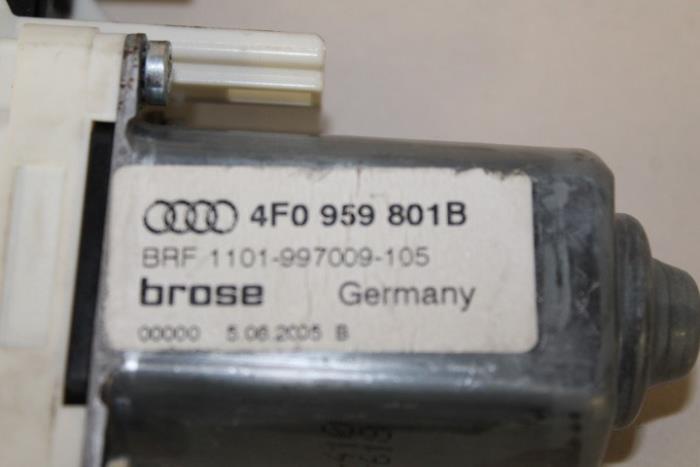 4F0 959 801B
BRF 1101-997009-105
brose Germany
00000 5.06.2005 B